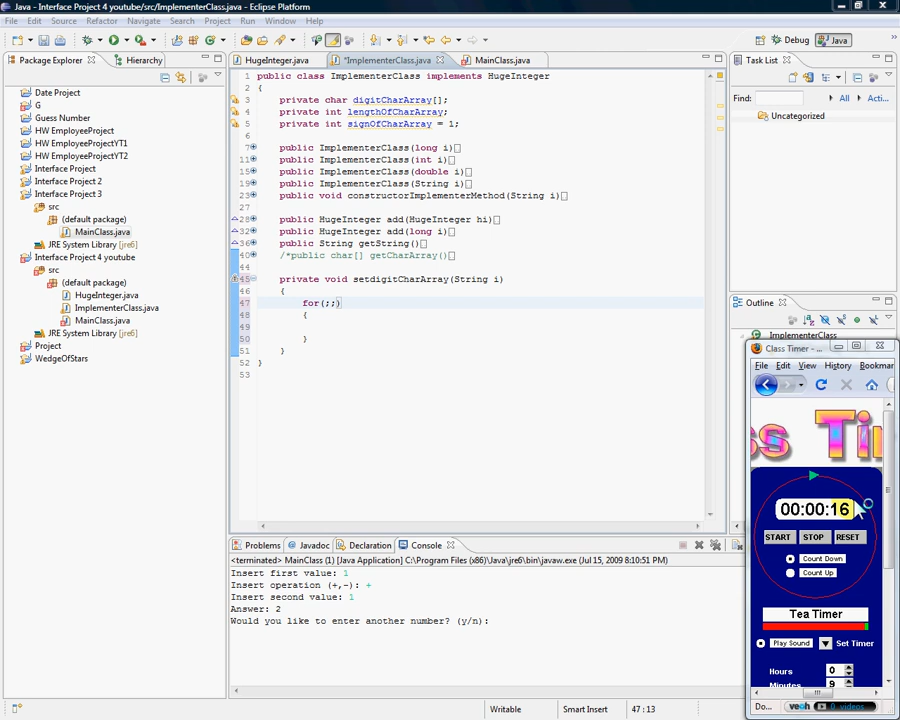 Java - Interface Project 4 youtube/src/ImplementerClass.java - Eclipse Platform
File Edit Source Refactor Navigate Search Project Run Window Help
Debug Java
Package Explorer Hierarchy
Date Project
G
Guess Number
HW EmployeeProject
HW EmployeeProjectYT1
HW EmployeeProjectYT2
Interface Project
Interface Project 2
Interface Project 3
src
(default package)
MainClass.java
JRE System Library [jre6]
Interface Project 4 youtube
src
(default package)
HugeInteger.java
ImplementerClass.java
MainClass.java
JRE System Library [jre6]
Project
WedgeOfStars
HugeInteger.java *ImplementerClass.java MainClass.java
1 public class ImplementerClass implements HugeInteger
2 {
3 private char digitCharArray[];
4 private int lengthOfCharArray;
5 private int signOfCharArray = 1;
6
7 public ImplementerClass(long i)
11 public ImplementerClass(int i)
15 public ImplementerClass(double i)
19 public ImplementerClass(String i)
23 public void constructorImplementerMethod(String i)
28 public HugeInteger add(HugeInteger hi)
32 public HugeInteger add(long i)
36 public String getString()
40 /*public char[] getCharArray()
44
45 private void setdigitCharArray(String i)
46 {
47 for(;;)
48 {
49
50 }
51 }
52 }
53
Task List
Find: All Acti...
Uncategorized
Outline
ImplementerClass
Problems Javadoc Declaration Console
<terminated> MainClass (1) [Java Application] C:\Program Files (x86)\Java\jre6\bin\javaw.exe (Jul 15, 2009 8:10:51 PM)
Insert first value: 1
Insert operation (+,-): +
Insert second value: 1
Answer: 2
Would you like to enter another number? (y/n):
Writable Smart Insert 47 : 13
Class Timer - ...
File Edit View History Bookmar
ss Ti
00:00:16
START STOP RESET
Count Down
Count Up
Tea Timer
Play Sound Set Timer
Hours 0
Minutes 9
Do... veoh 0 videos